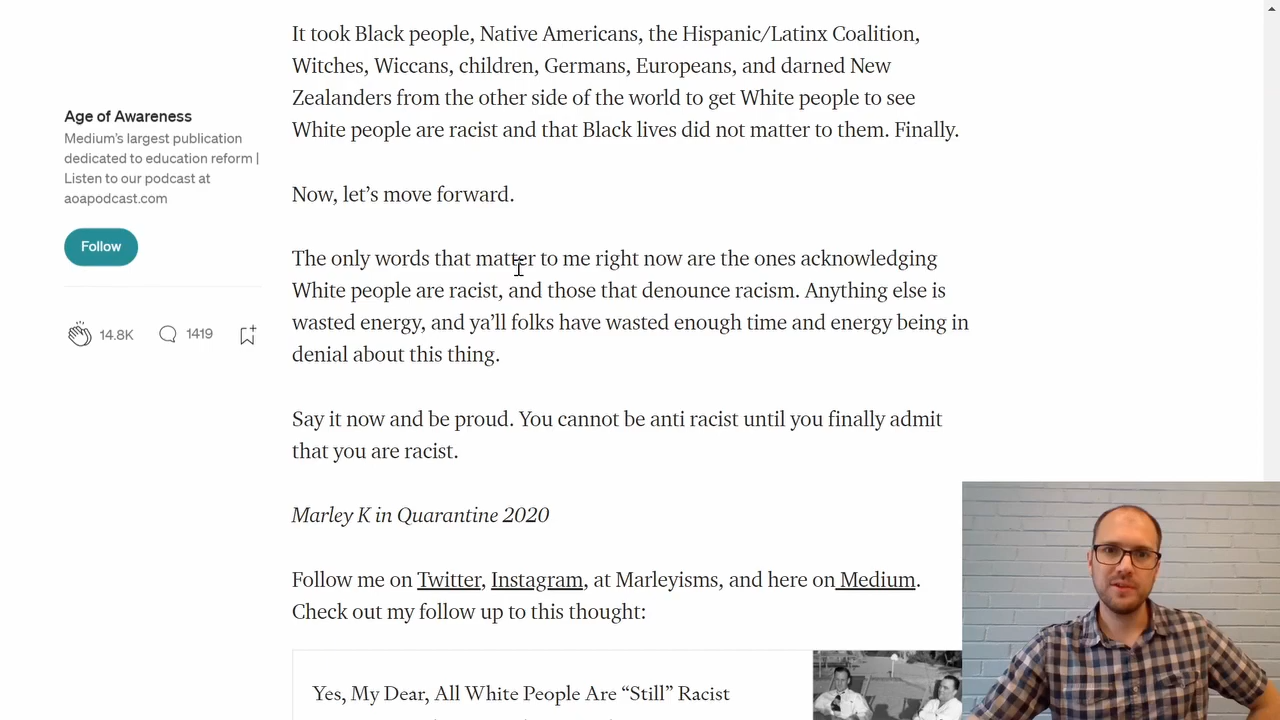 It took Black people, Native Americans, the Hispanic/Latinx Coalition,
Witches, Wiccans, children, Germans, Europeans, and darned New
Zealanders from the other side of the world to get White people to see
White people are racist and that Black lives did not matter to them. Finally.
Now, let’s move forward.
The only words that matter to me right now are the ones acknowledging
White people are racist, and those that denounce racism. Anything else is
wasted energy, and ya’ll folks have wasted enough time and energy being in
denial about this thing.
Say it now and be proud. You cannot be anti racist until you finally admit
that you are racist.
Marley K in Quarantine 2020
Follow me on Twitter, Instagram, at Marleyisms, and here on Medium.
Check out my follow up to this thought:
Yes, My Dear, All White People Are “Still” Racist
Age of Awareness
Medium’s largest publication
dedicated to education reform |
Listen to our podcast at
aoapodcast.com
Follow
14.8K 1419